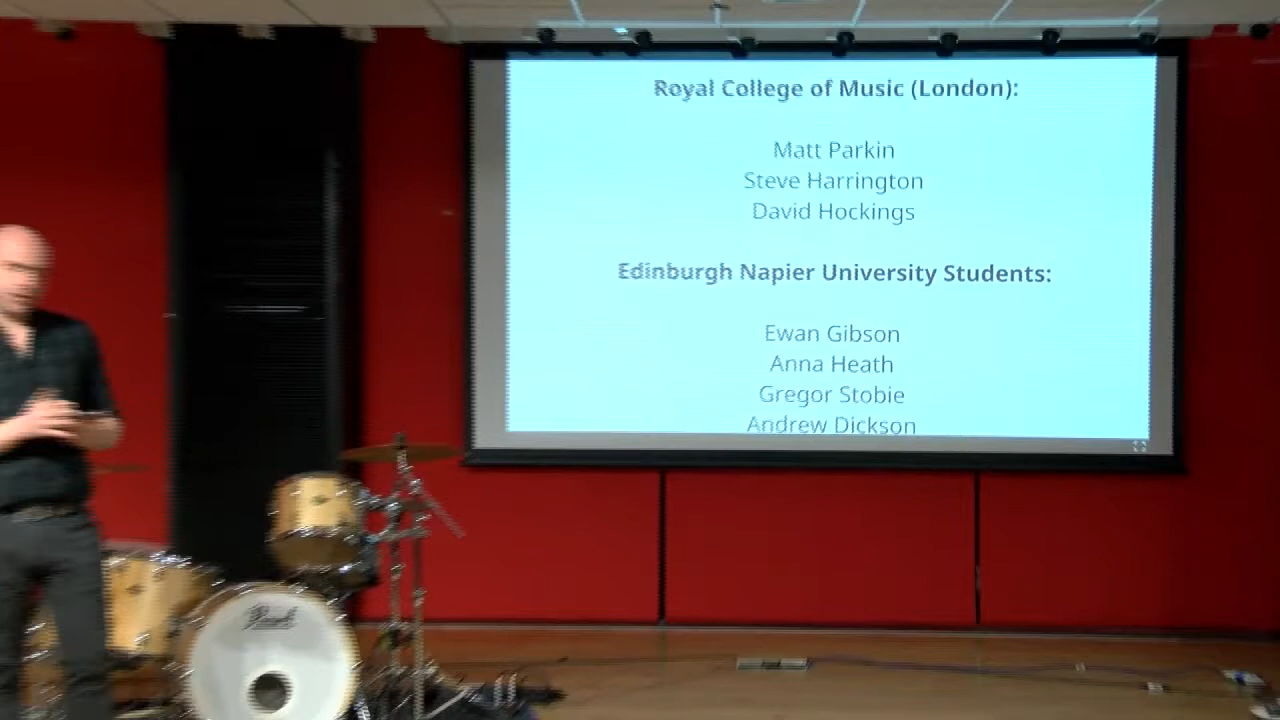 Royal College of Music (London):
Matt Parkin
Steve Harrington
David Hockings
Edinburgh Napier University Students:
Ewan Gibson
Anna Heath
Gregor Stobie
Andrew Dickson
Pearl